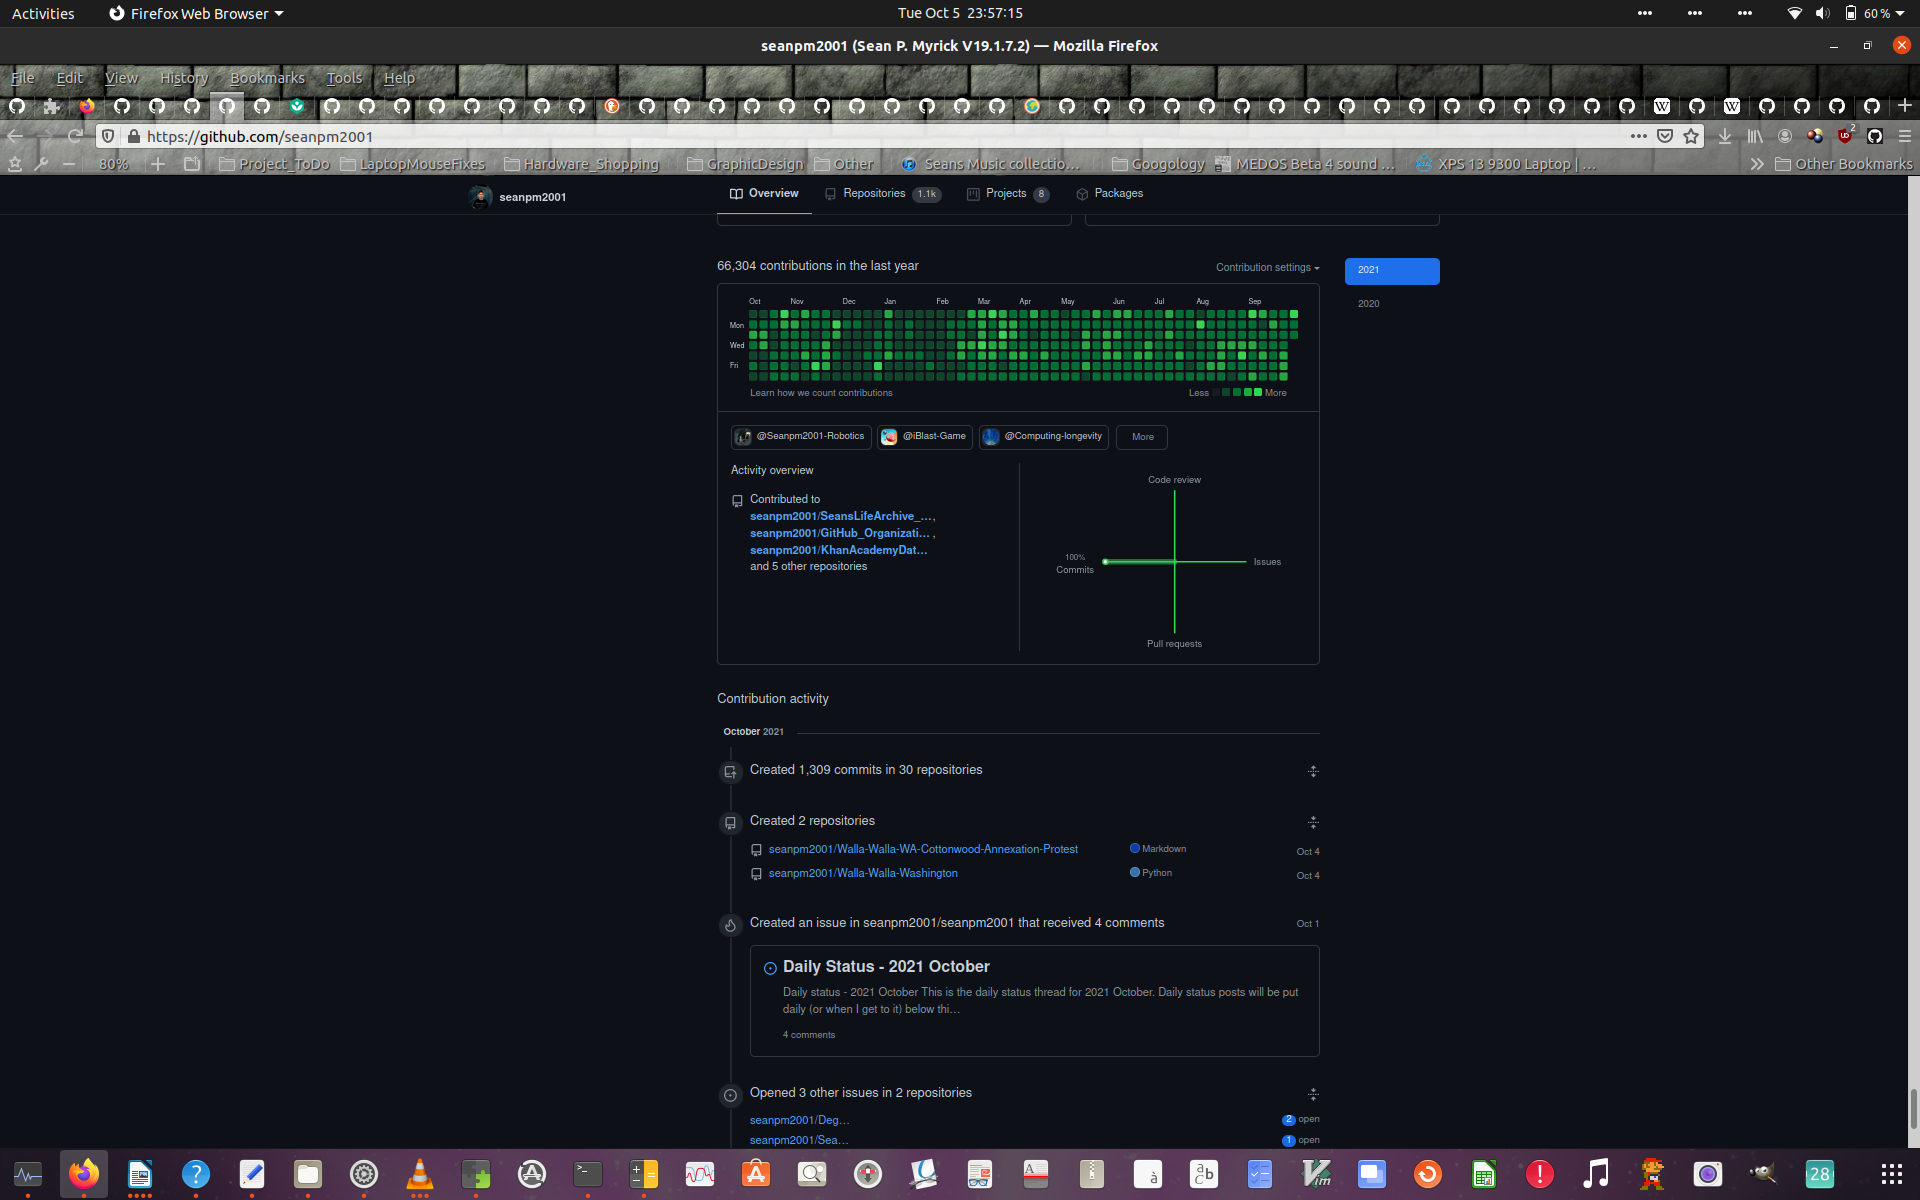 Activities
Firefox Web Browser
Tue Oct 5 23:57:15
60 %
seanpm2001 (Sean P. Myrick V19.1.7.2) — Mozilla Firefox
File Edit View History Bookmarks Tools Help
https://github.com/seanpm2001
2
80%
Project_ToDo
LaptopMouseFixes
Hardware_Shopping
GraphicDesign
Other
Seans Music collectio…
Googology
MEDOS Beta 4 sound …
XPS 13 9300 Laptop | …
Other Bookmarks
seanpm2001
Overview
Repositories 1.1k
Projects 8
Packages
66,304 contributions in the last year
Contribution settings
2021
2020
Oct Nov Dec Jan Feb Mar Apr May Jun Jul Aug Sep
Mon
Wed
Fri
Learn how we count contributions
Less More
@Seanpm2001-Robotics
@iBlast-Game
@Computing-longevity
More
Activity overview
Contributed to
seanpm2001/SeansLifeArchive_…,
seanpm2001/GitHub_Organizati… ,
seanpm2001/KhanAcademyDat…
and 5 other repositories
Code review
100%
Commits
Issues
Pull requests
Contribution activity
October 2021
Created 1,309 commits in 30 repositories
Created 2 repositories
seanpm2001/Walla-Walla-WA-Cottonwood-Annexation-Protest Markdown Oct 4
seanpm2001/Walla-Walla-Washington Python Oct 4
Created an issue in seanpm2001/seanpm2001 that received 4 comments Oct 1
Daily Status - 2021 October
Daily status - 2021 October This is the daily status thread for 2021 October. Daily status posts will be put
daily (or when I get to it) below thi…
4 comments
Opened 3 other issues in 2 repositories
seanpm2001/Deg… 2 open
seanpm2001/Sea… 1 open
28